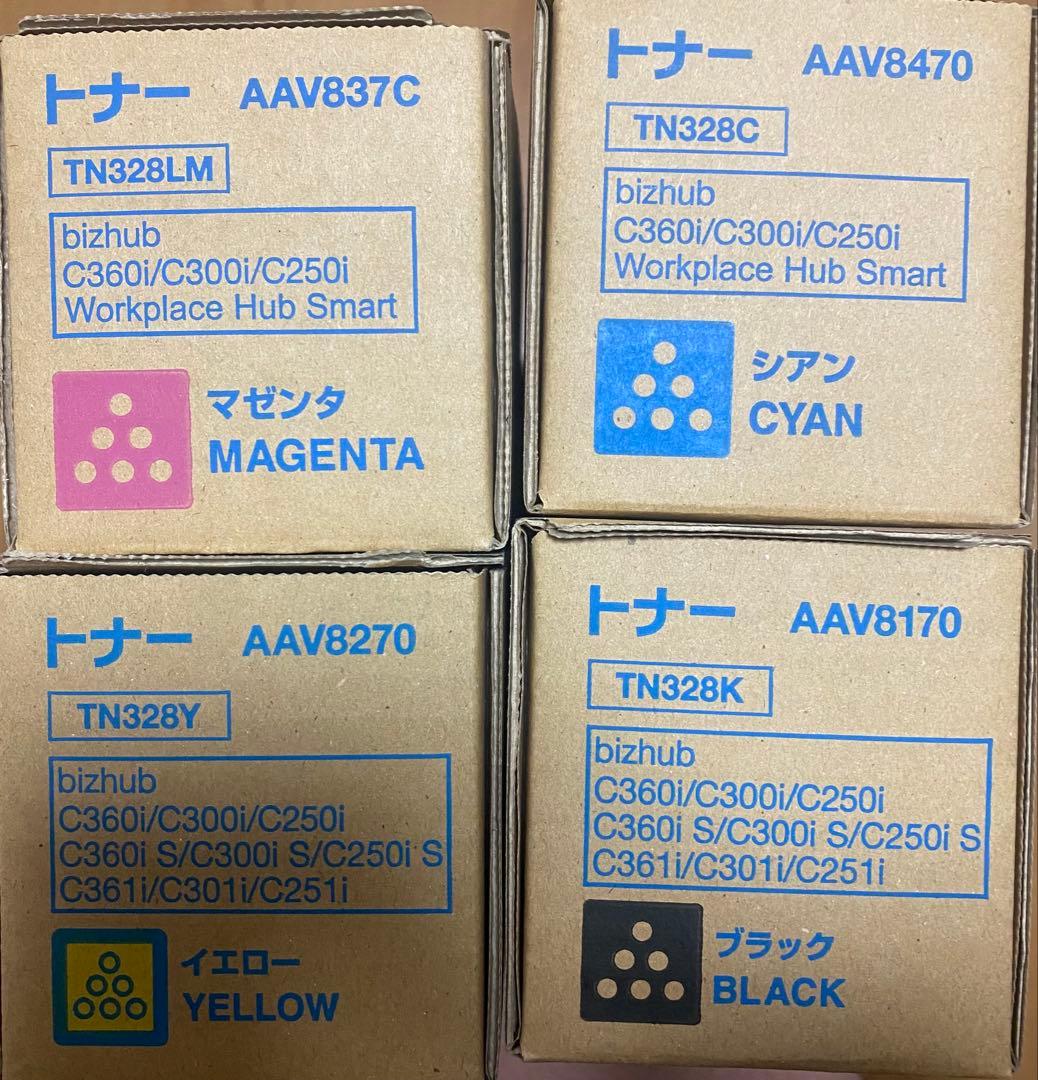 トナー AAV837C
TN328LM
bizhub
C360i/C300i/C250i
Workplace Hub Smart
マゼンタ
MAGENTA
トナー AAV8470
TN328C
bizhub
C360i/C300i/C250i
Workplace Hub Smart
シアン
CYAN
トナー AAV8270
TN328Y
bizhub
C360i/C300i/C250i
C360i S/C300i S/C250i S
C361i/C301i/C251i
イエロー
YELLOW
トナー AAV8170
TN328K
bizhub
C360i/C300i/C250i
C360i S/C300i S/C250i S
C361i/C301i/C251i
ブラック
BLACK